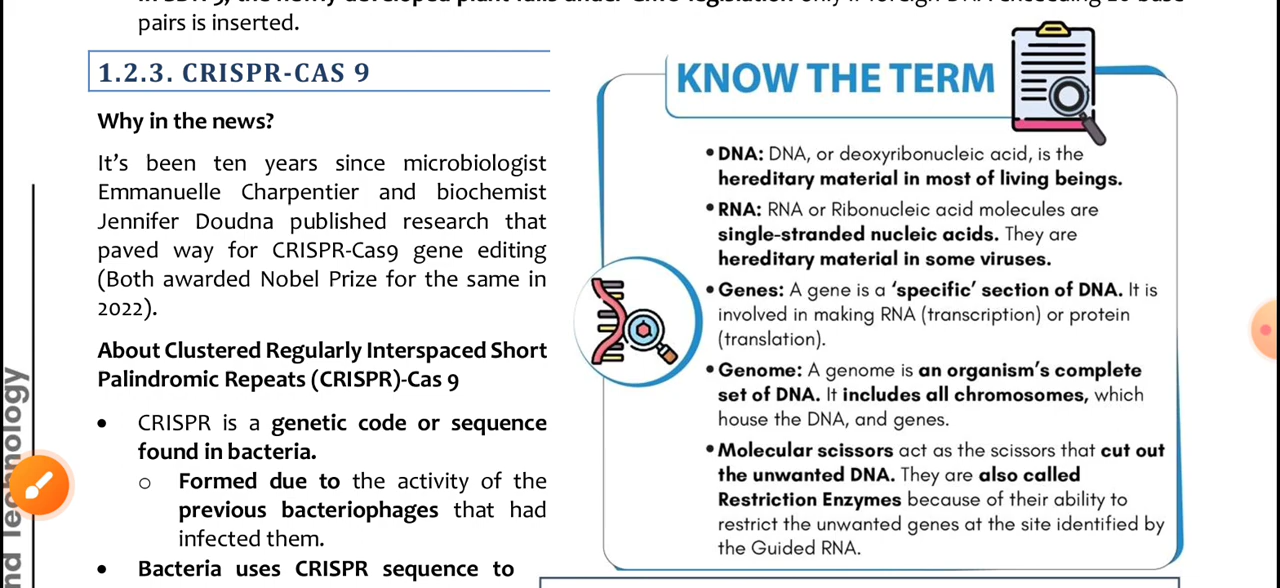 pairs is inserted.
1.2.3. CRISPR-CAS 9
Why in the news?
It's been ten years since microbiologist
Emmanuelle Charpentier and biochemist
Jennifer Doudna published research that
paved way for CRISPR-Cas9 gene editing
(Both awarded Nobel Prize for the same in
2022).
About Clustered Regularly Interspaced Short
Palindromic Repeats (CRISPR)-Cas 9
• CRISPR is a genetic code or sequence
found in bacteria.
o Formed due to the activity of the
previous bacteriophages that had
infected them.
• Bacteria uses CRISPR sequence to
KNOW THE TERM
• DNA: DNA, or deoxyribonucleic acid, is the
hereditary material in most of living beings.
• RNA: RNA or Ribonucleic acid molecules are
single-stranded nucleic acids. They are
hereditary material in some viruses.
• Genes: A gene is a 'specific' section of DNA. It is
involved in making RNA (transcription) or protein
(translation).
• Genome: A genome is an organism's complete
set of DNA. It includes all chromosomes, which
house the DNA, and genes.
• Molecular scissors act as the scissors that cut out
the unwanted DNA. They are also called
Restriction Enzymes because of their ability to
restrict the unwanted genes at the site identified by
the Guided RNA.
nd Technology